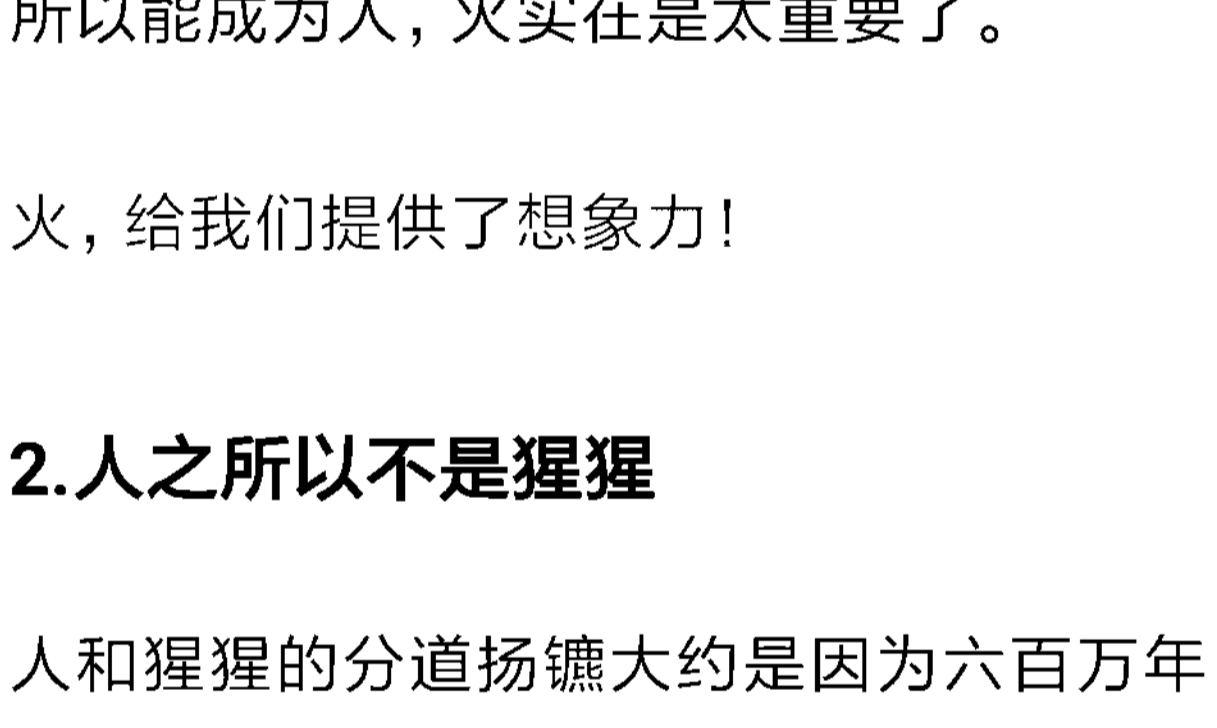 所以能成为人，火实在是太重要了。
火，给我们提供了想象力！
2.人之所以不是猩猩
人和猩猩的分道扬镳大约是因为六百万年